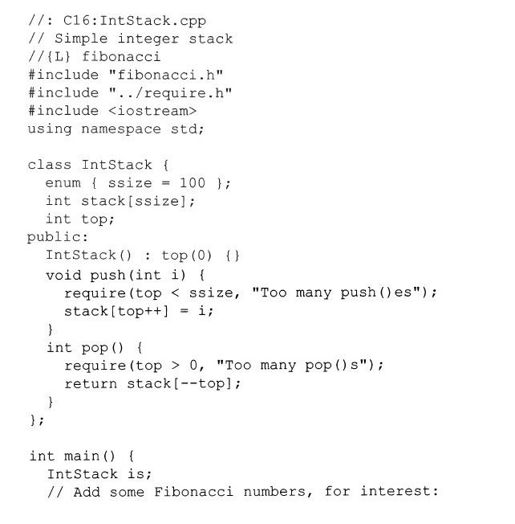 //: C16:IntStack.cpp
// Simple integer stack
//{L} fibonacci
#include "fibonacci.h"
#include "../require.h"
#include <iostream>
using namespace std;

class IntStack {
  enum { ssize = 100 };
  int stack[ssize];
  int top;
public:
  IntStack() : top(0) {}
  void push(int i) {
    require(top < ssize, "Too many push()es");
    stack[top++] = i;
  }
  int pop() {
    require(top > 0, "Too many pop()s");
    return stack[--top];
  }
};

int main() {
  IntStack is;
  // Add some Fibonacci numbers, for interest: